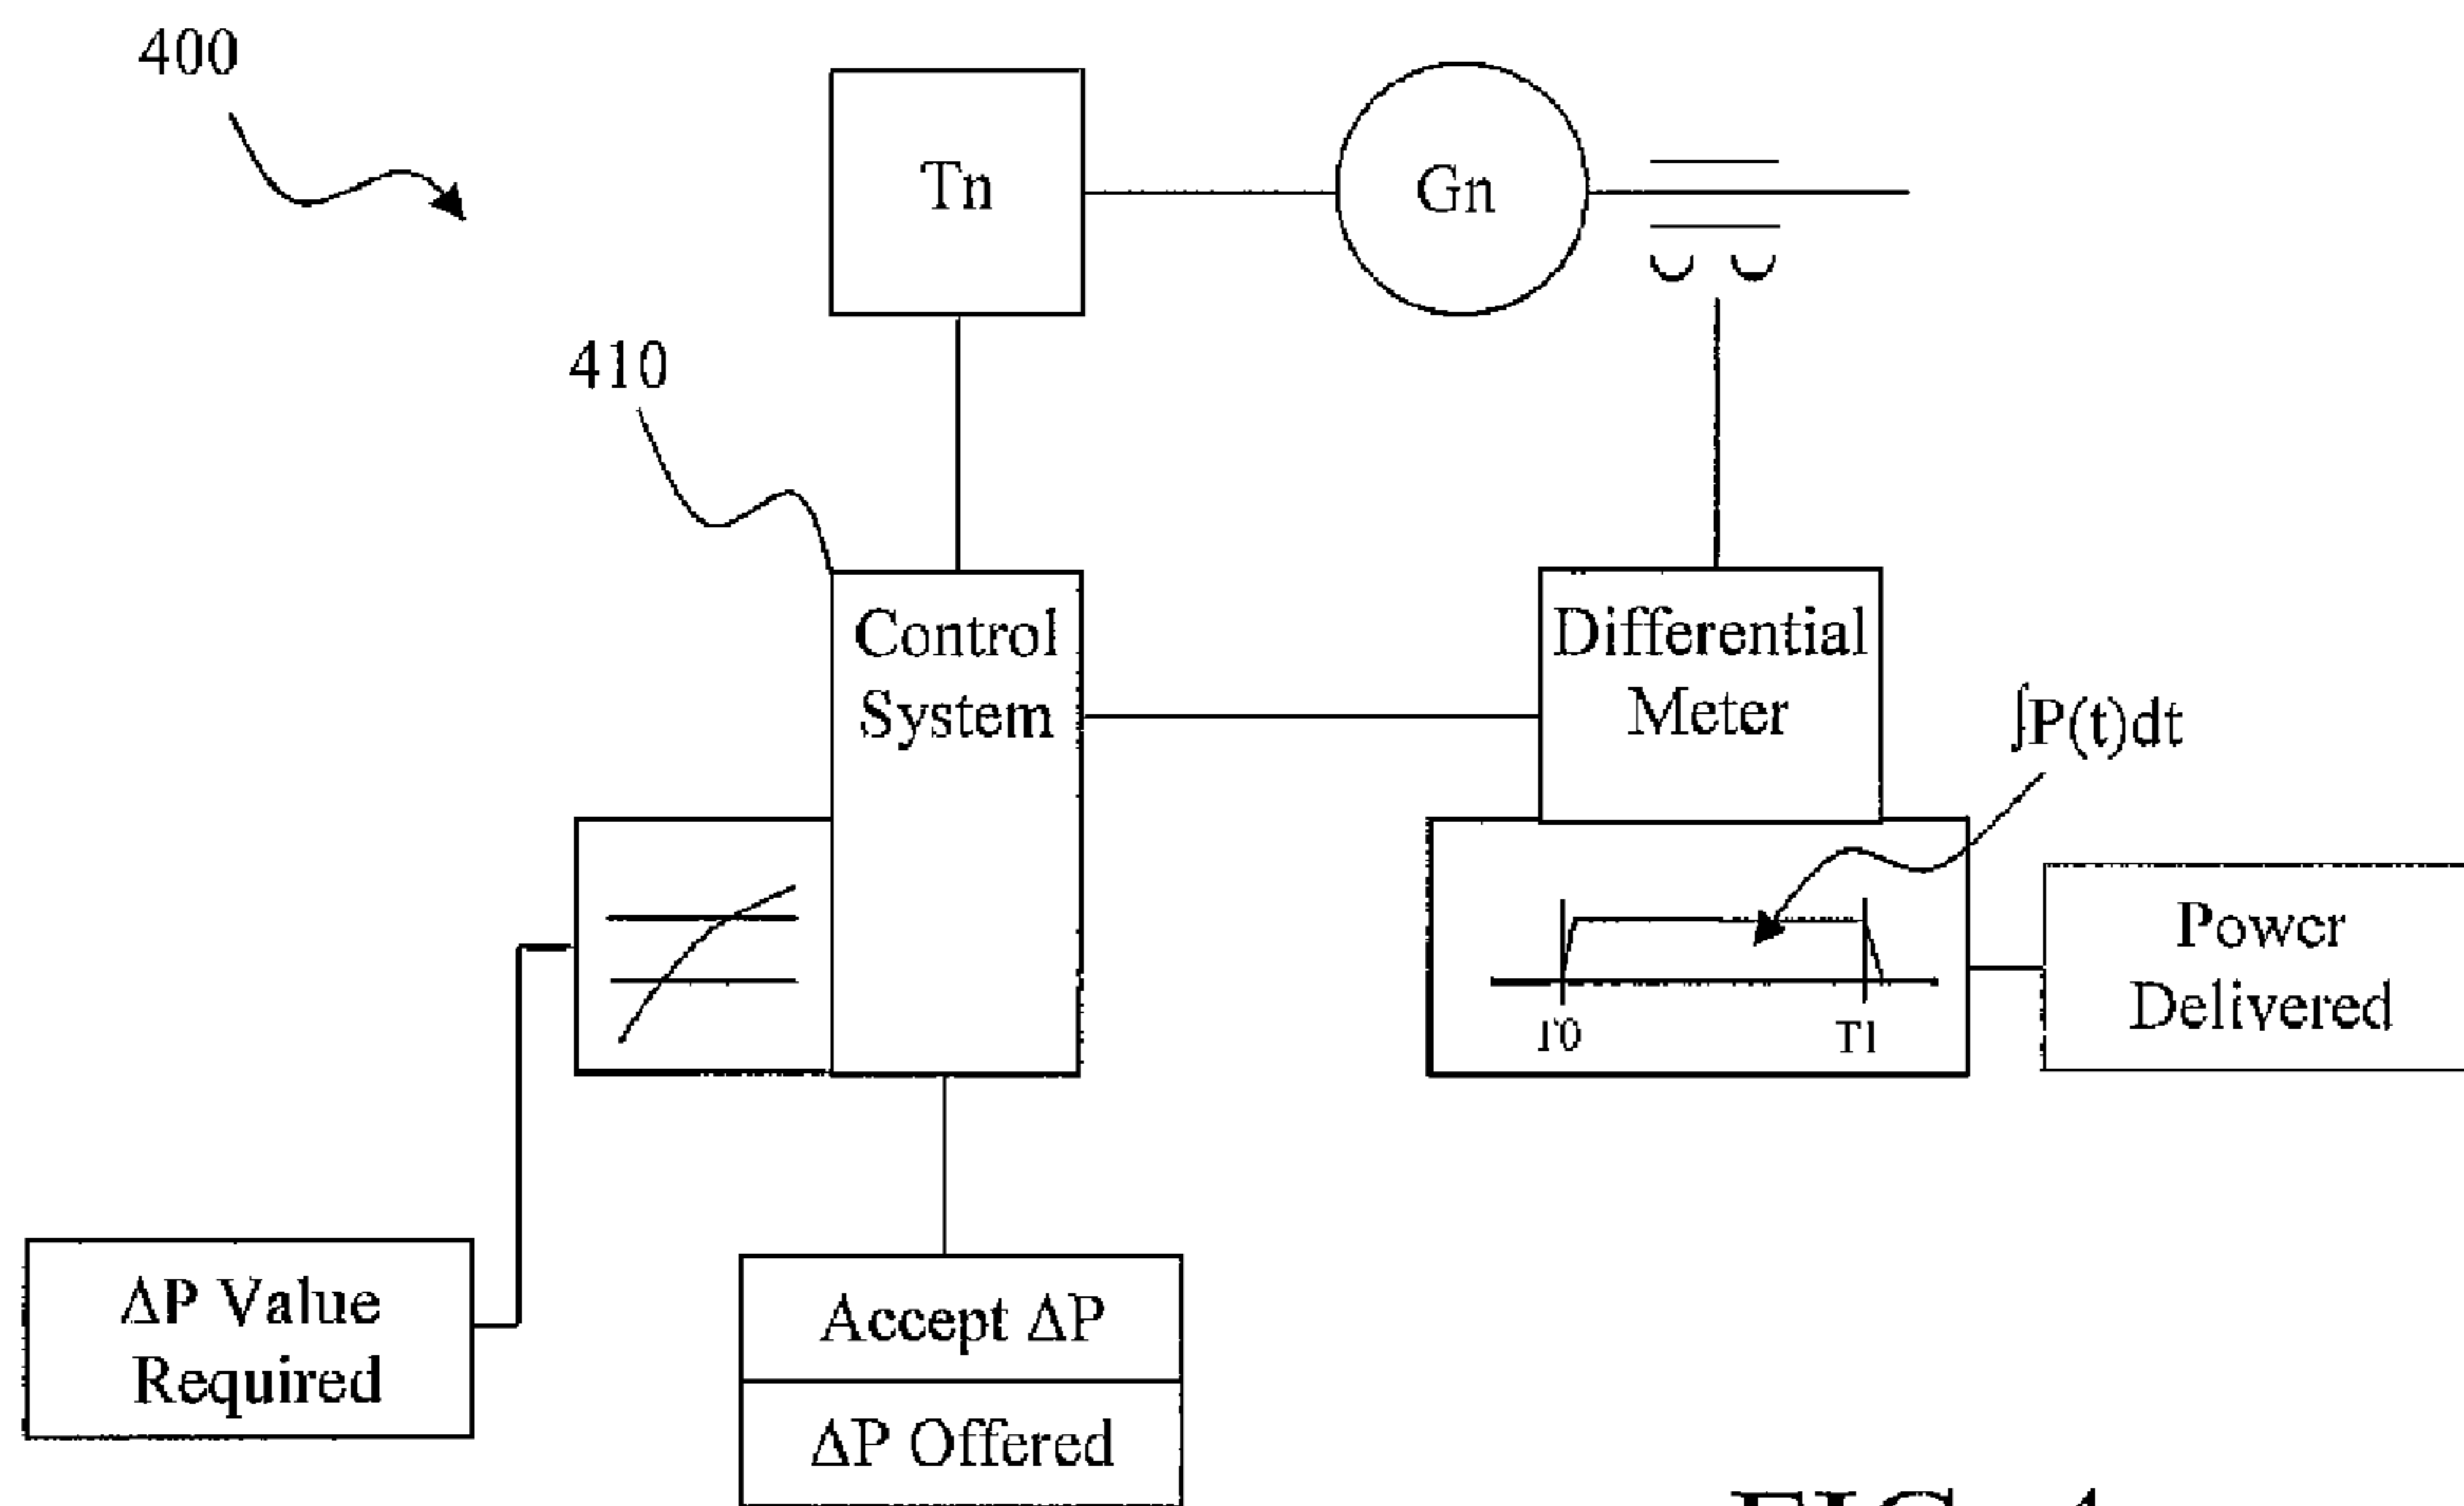 400
Tn
Gn
410
Control
System
Differential
Meter
∫P(t)dt
T1
Power
Delivered
ΔP Value
Required
Accept ΔP
ΔP Offered